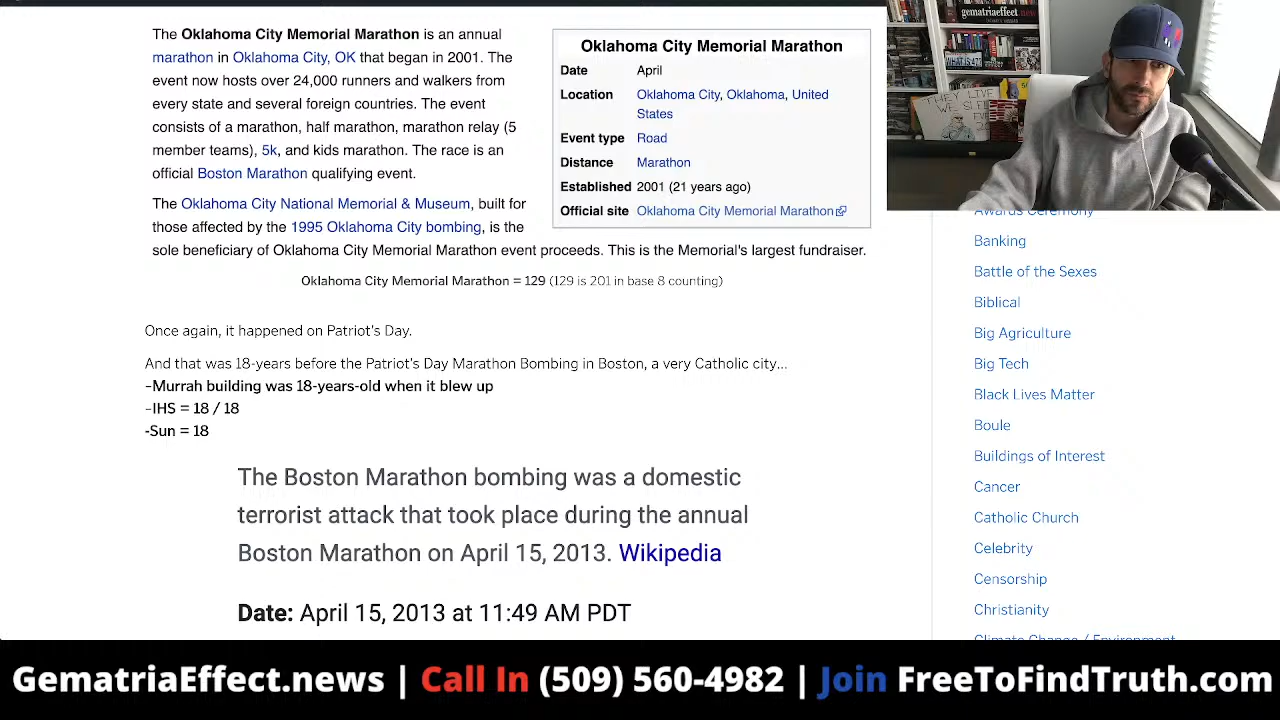 The Oklahoma City Memorial Marathon is an annual
marathon in Oklahoma City, OK that began in 2001. The
event now hosts over 24,000 runners and walkers from
every state and several foreign countries. The event
consists of a marathon, half marathon, marathon relay (5
member teams), 5k, and kids marathon. The race is an
official Boston Marathon qualifying event.
The Oklahoma City National Memorial & Museum, built for
those affected by the 1995 Oklahoma City bombing, is the
sole beneficiary of Oklahoma City Memorial Marathon event proceeds. This is the Memorial's largest fundraiser.
Oklahoma City Memorial Marathon
Date April
Location Oklahoma City, Oklahoma, United
States
Event type Road
Distance Marathon
Established 2001 (21 years ago)
Official site Oklahoma City Memorial Marathon
Oklahoma City Memorial Marathon = 129 (129 is 201 in base 8 counting)
Once again, it happened on Patriot's Day.
And that was 18-years before the Patriot's Day Marathon Bombing in Boston, a very Catholic city...
-Murrah building was 18-years-old when it blew up
-IHS = 18 / 18
-Sun = 18
The Boston Marathon bombing was a domestic
terrorist attack that took place during the annual
Boston Marathon on April 15, 2013. Wikipedia
Date: April 15, 2013 at 11:49 AM PDT
gematriaeffect.news
Awards Ceremony
Banking
Battle of the Sexes
Biblical
Big Agriculture
Big Tech
Black Lives Matter
Boule
Buildings of Interest
Cancer
Catholic Church
Celebrity
Censorship
Christianity
Climate Change / Environment
GematriaEffect.news | Call In (509) 560-4982 | Join FreeToFindTruth.com